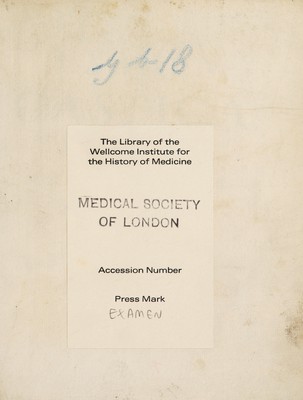 The Library of the
Wellcome Institute for
the History of Medicine
MEDICAL SOCIETY
OF LONDON
Accession Number
Press Mark
EXAMEN